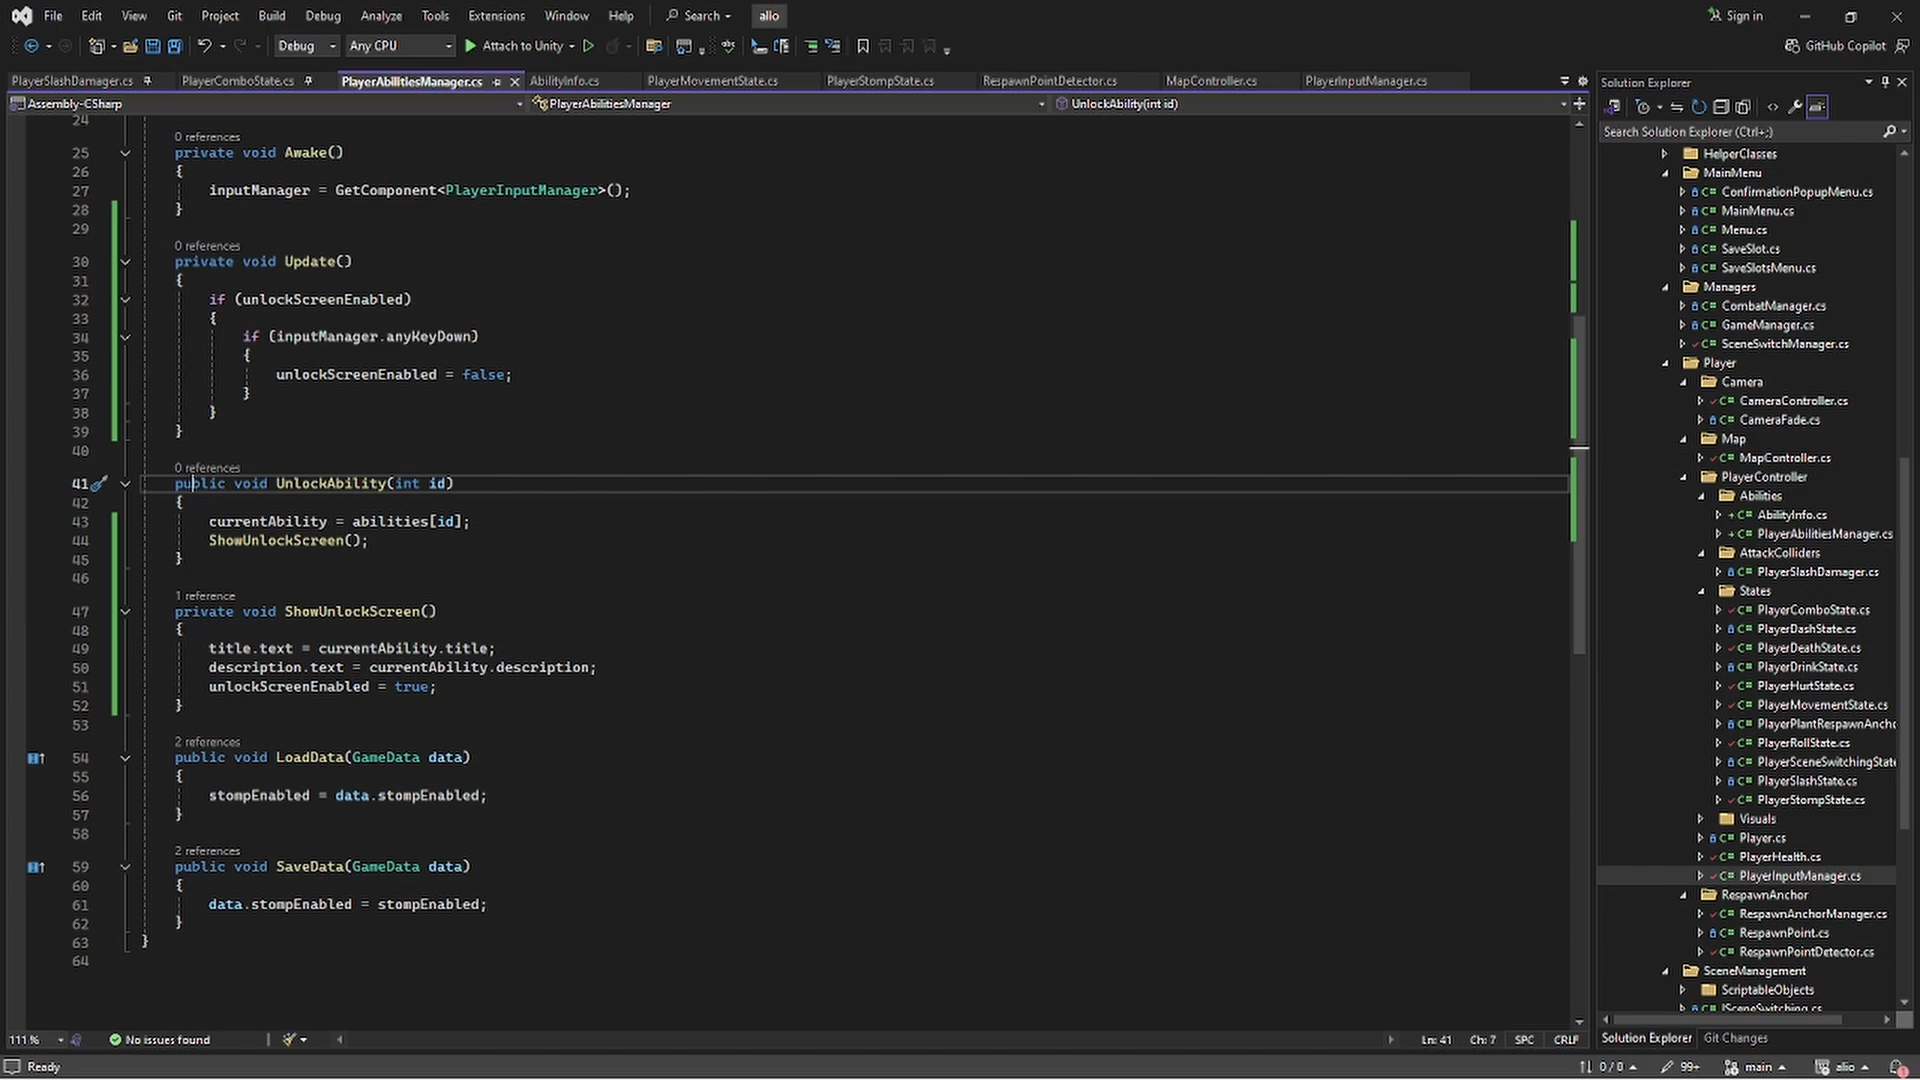 File Edit View Git Project Build Debug Analyze Tools Extensions Window Help Search allo Sign in
Debug Any CPU Attach to Unity GitHub Copilot
PlayerSlashDamager.cs PlayerComboState.cs PlayerAbilitiesManager.cs AbilityInfo.cs PlayerMovementState.cs PlayerStompState.cs RespawnPointDetector.cs MapController.cs PlayerInputManager.cs
Assembly-CSharp PlayerAbilitiesManager UnlockAbility(int id)
24
0 references
25 private void Awake()
26 {
27 inputManager = GetComponent<PlayerInputManager>();
28 }
29
0 references
30 private void Update()
31 {
32 if (unlockScreenEnabled)
33 {
34 if (inputManager.anyKeyDown)
35 {
36 unlockScreenEnabled = false;
37 }
38 }
39 }
40
0 references
41 public void UnlockAbility(int id)
42 {
43 currentAbility = abilities[id];
44 ShowUnlockScreen();
45 }
46
1 reference
47 private void ShowUnlockScreen()
48 {
49 title.text = currentAbility.title;
50 description.text = currentAbility.description;
51 unlockScreenEnabled = true;
52 }
53
2 references
54 public void LoadData(GameData data)
55 {
56 stompEnabled = data.stompEnabled;
57 }
58
2 references
59 public void SaveData(GameData data)
60 {
61 data.stompEnabled = stompEnabled;
62 }
63 }
64
111 % No issues found Ln: 41 Ch: 7 SPC CRLF
Solution Explorer
Search Solution Explorer (Ctrl+;)
HelperClasses
MainMenu
C# ConfirmationPopupMenu.cs
C# MainMenu.cs
C# Menu.cs
C# SaveSlot.cs
C# SaveSlotsMenu.cs
Managers
C# CombatManager.cs
C# GameManager.cs
C# SceneSwitchManager.cs
Player
Camera
C# CameraController.cs
C# CameraFade.cs
Map
C# MapController.cs
PlayerController
Abilities
C# AbilityInfo.cs
C# PlayerAbilitiesManager.cs
AttackColliders
C# PlayerSlashDamager.cs
States
C# PlayerComboState.cs
C# PlayerDashState.cs
C# PlayerDeathState.cs
C# PlayerDrinkState.cs
C# PlayerHurtState.cs
C# PlayerMovementState.cs
C# PlayerPlantRespawnAncho
C# PlayerRollState.cs
C# PlayerSceneSwitchingState
C# PlayerSlashState.cs
C# PlayerStompState.cs
Visuals
C# Player.cs
C# PlayerHealth.cs
C# PlayerInputManager.cs
RespawnAnchor
C# RespawnAnchorManager.cs
C# RespawnPoint.cs
C# RespawnPointDetector.cs
SceneManagement
ScriptableObjects
C# ISceneSwitching.cs
Solution Explorer Git Changes
Ready 0 / 0 99+ main alio